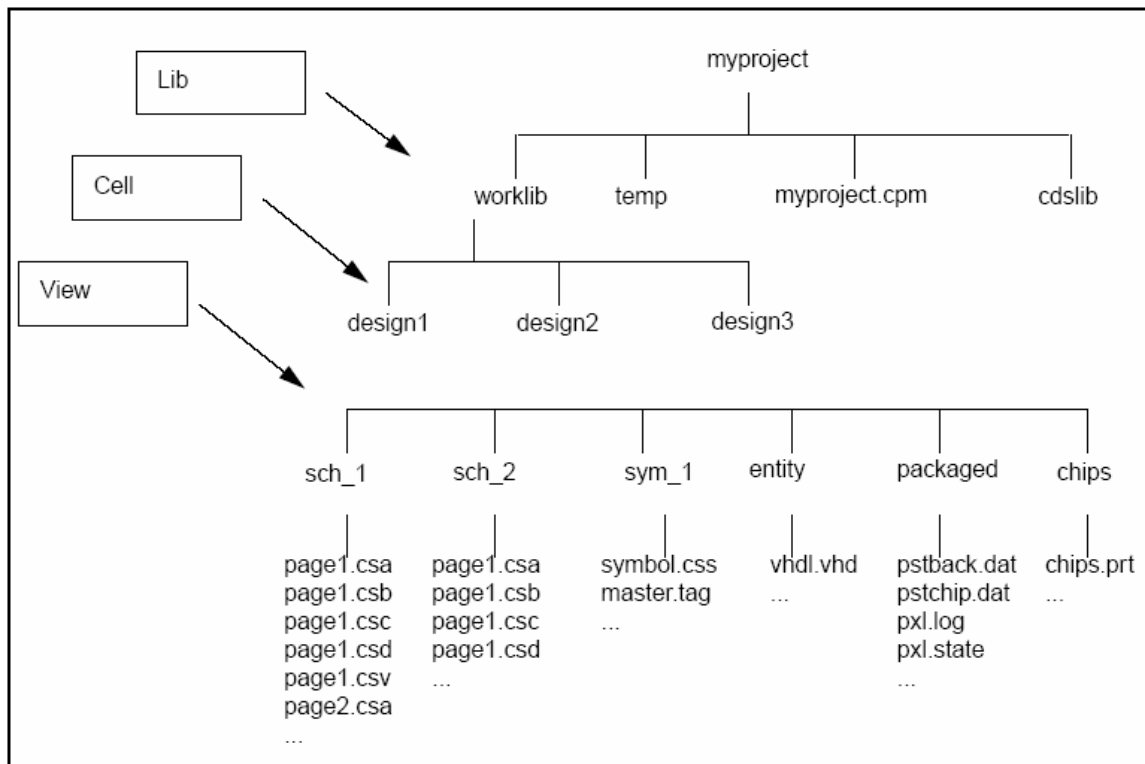 myproject
Lib
worklib temp myproject.cpm cdslib
Cell
View
design1 design2 design3
sch_1 sch_2 sym_1 entity packaged chips
page1.csa page1.csa symbol.css vhdl.vhd pstback.dat chips.prt
page1.csb page1.csb master.tag ... pstchip.dat ...
page1.csc page1.csc ... pxl.log
page1.csd page1.csd pxl.state
page1.csv ... ...
page2.csa
...